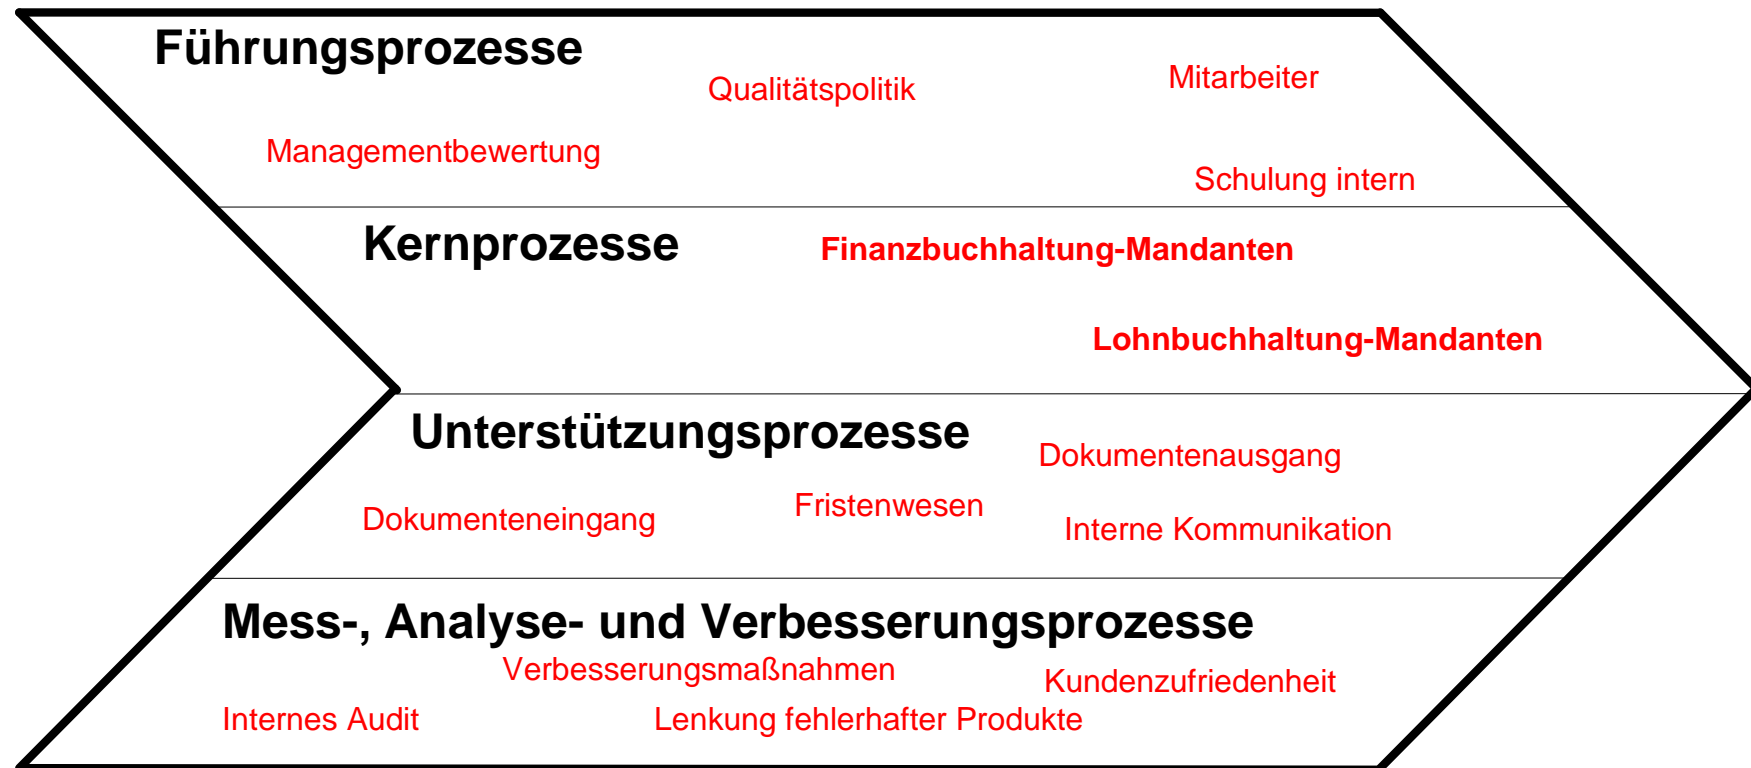 Führungsprozesse
Qualitätspolitik
Mitarbeiter
Managementbewertung
Schulung intern
Kernprozesse
Finanzbuchhaltung-Mandanten
Lohnbuchhaltung-Mandanten
Unterstützungsprozesse
Dokumentenausgang
Dokumenteneingang
Fristenwesen
Interne Kommunikation
Mess-, Analyse- und Verbesserungsprozesse
Verbesserungsmaßnahmen
Kundenzufriedenheit
Internes Audit
Lenkung fehlerhafter Produkte